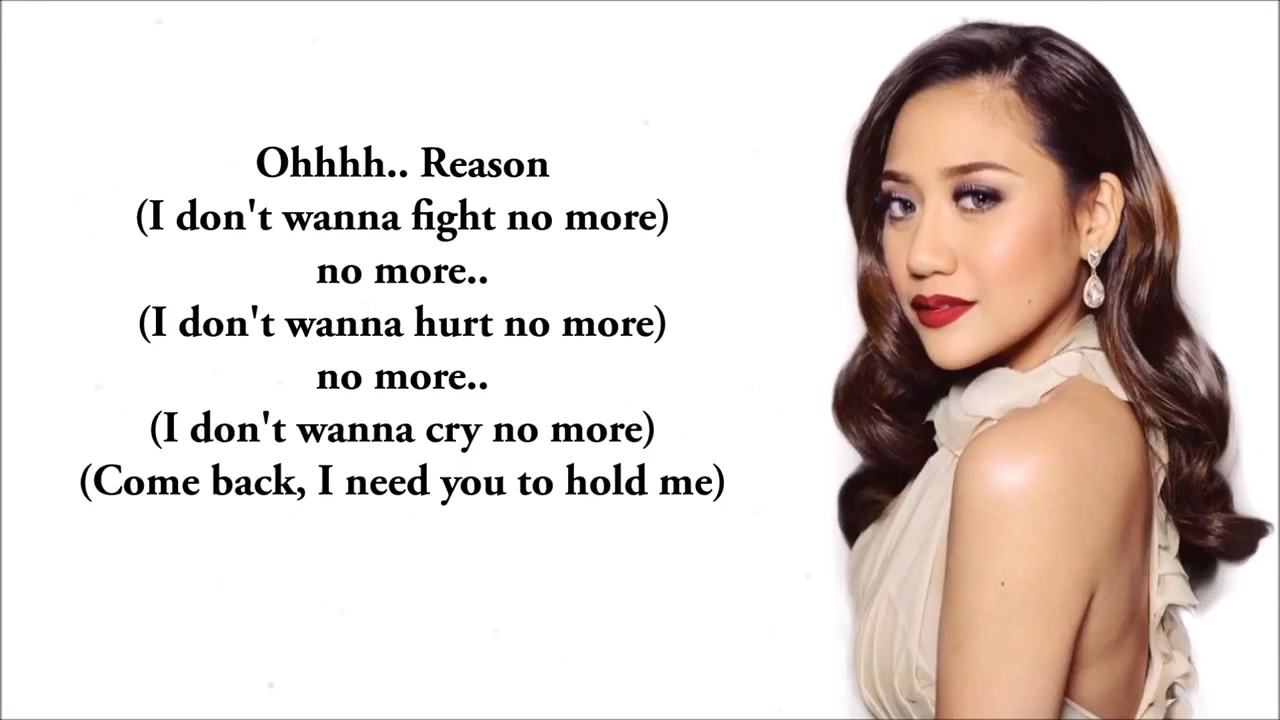 Ohhhh.. Reason
(I don't wanna fight no more)
no more..
(I don't wanna hurt no more)
no more..
(I don't wanna cry no more)
(Come back, I need you to hold me)